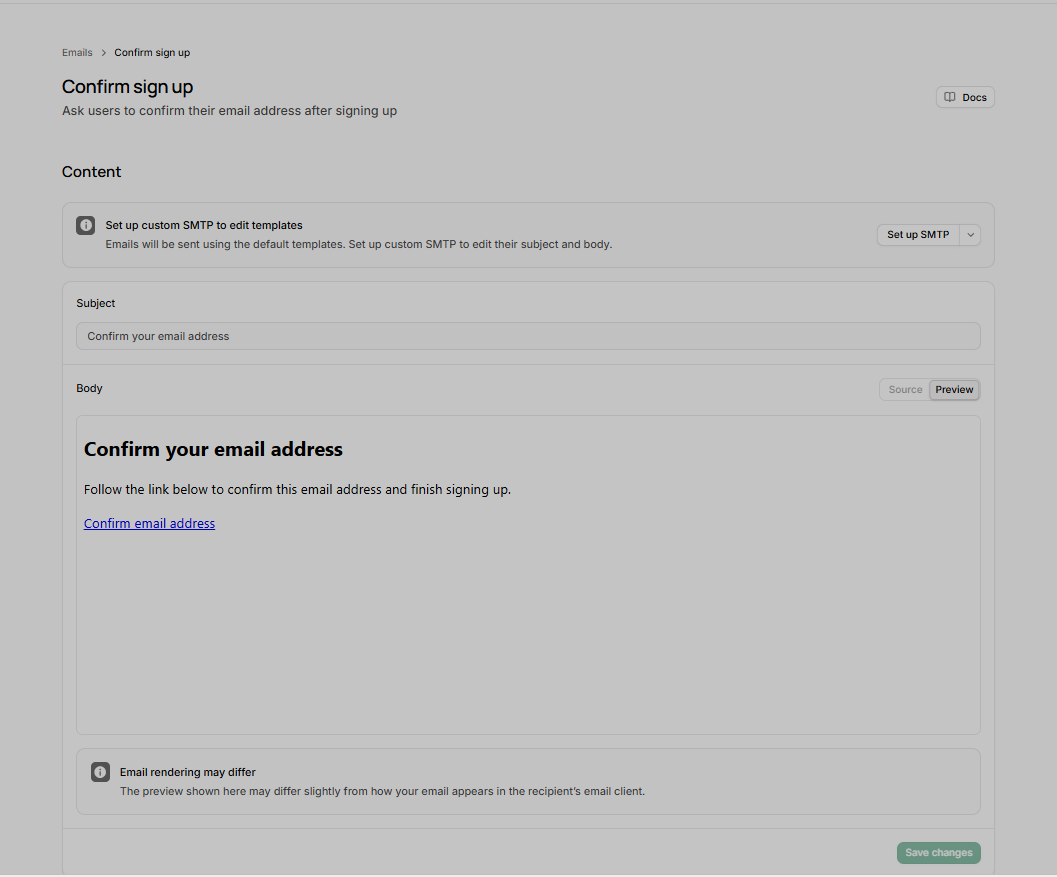 Emails > Confirm sign up
Confirm sign up
Ask users to confirm their email address after signing up
Docs
Content
Set up custom SMTP to edit templates
Emails will be sent using the default templates. Set up custom SMTP to edit their subject and body.
Set up SMTP
Subject
Confirm your email address
Body
Source Preview
Confirm your email address
Follow the link below to confirm this email address and finish signing up.
Confirm email address
Email rendering may differ
The preview shown here may differ slightly from how your email appears in the recipient’s email client.
Save changes